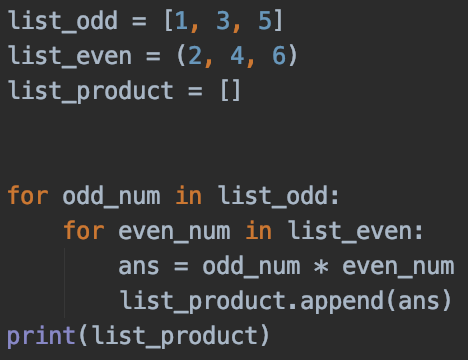 list_odd = [1, 3, 5]
list_even = (2, 4, 6)
list_product = []
for odd_num in list_odd:
    for even_num in list_even:
        ans = odd_num * even_num
        list_product.append(ans)
print(list_product)